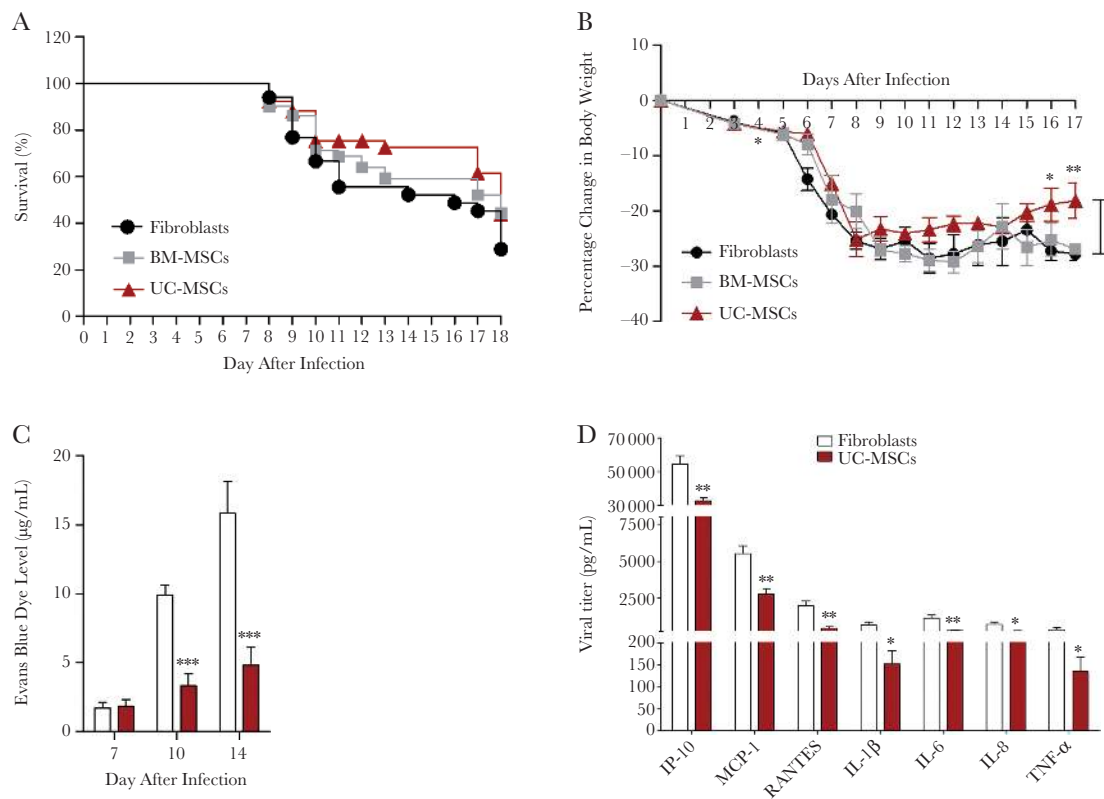 A
120
100
80
60
40
20
0
Survival (%)
Fibroblasts
BM-MSCs
UC-MSCs
0 1 2 3 4 5 6 7 8 9 10 11 12 13 14 15 16 17 18
Day After Infection
B
10
0
–10
–20
–30
–40
Percentage Change in Body Weight
Days After Infection
1 2 3 4 5 6 7 8 9 10 11 12 13 14 15 16 17
*
*
**
Fibroblasts
BM-MSCs
UC-MSCs
C
20
15
10
5
0
Evans Blue Dye Level (μg/mL)
***
***
7 10 14
Day After Infection
D
Fibroblasts
UC-MSCs
70 000
50 000
30 000
7500
5000
2500
200
150
100
50
0
Viral titer (pg/mL)
**
**
**
*
**
*
*
IP-10 MCP-1 RANTES IL-1β IL-6 IL-8 TNF-α